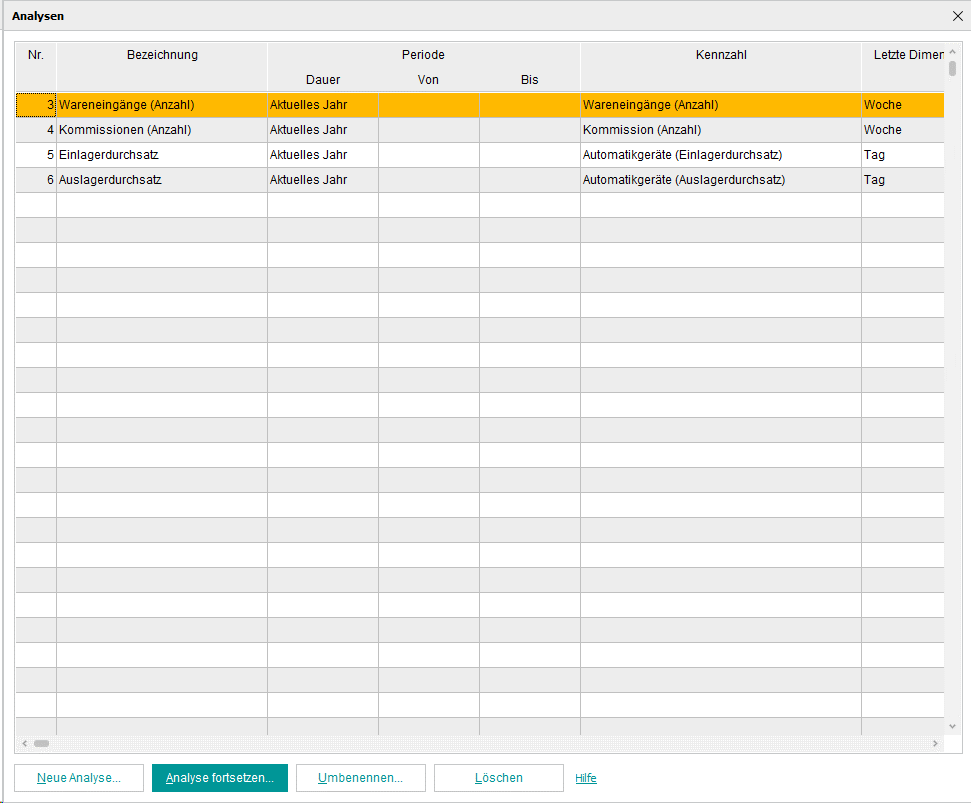 Analysen
Nr. Bezeichnung Periode Kennzahl Letzte Dimen
Dauer Von Bis
3 Wareneingänge (Anzahl) Aktuelles Jahr Wareneingänge (Anzahl) Woche
4 Kommissionen (Anzahl) Aktuelles Jahr Kommission (Anzahl) Woche
5 Einlagerdurchsatz Aktuelles Jahr Automatikgeräte (Einlagerdurchsatz) Tag
6 Auslagerdurchsatz Aktuelles Jahr Automatikgeräte (Auslagerdurchsatz) Tag
Neue Analyse... Analyse fortsetzen... Umbenennen... Löschen Hilfe